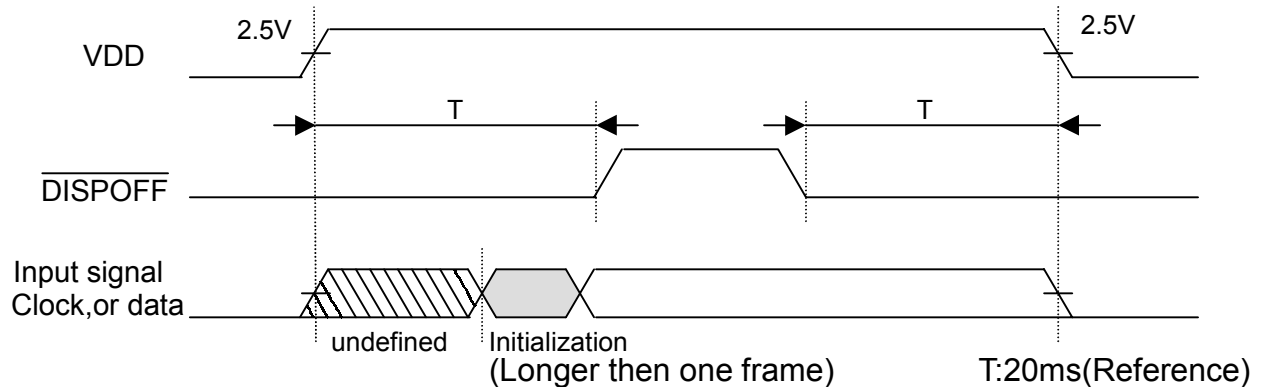 2.5V
2.5V
VDD
T
T
DISPOFF
Input signal
Clock,or data
undefined
Initialization
(Longer then one frame)
T:20ms(Reference)